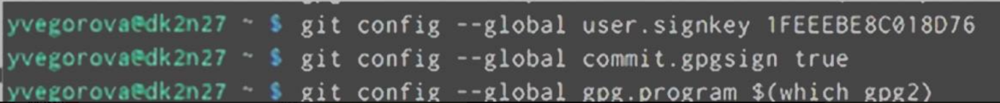 yvegorova@dk2n27 ~ $ git config --global user.signkey 1FEEEBE8C018D76
yvegorova@dk2n27 ~ $ git config --global commit.gpgsign true
yvegorova@dk2n27 ~ $ git config --global gpg.program $(which gpg2)